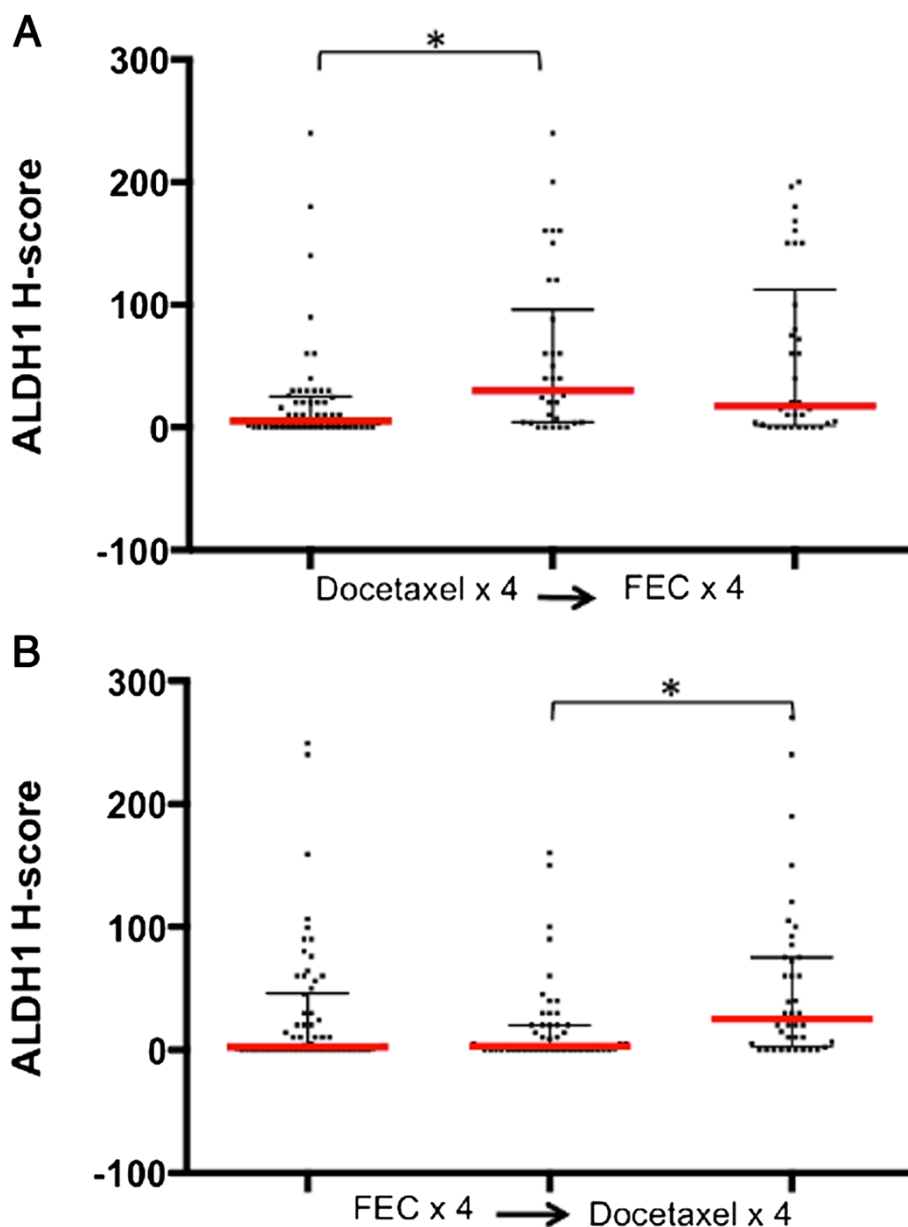 A
*
300
200
100
0
-100
ALDH1 H-score
Docetaxel x 4 → FEC x 4
B
*
300
200
100
0
-100
ALDH1 H-score
FEC x 4 → Docetaxel x 4